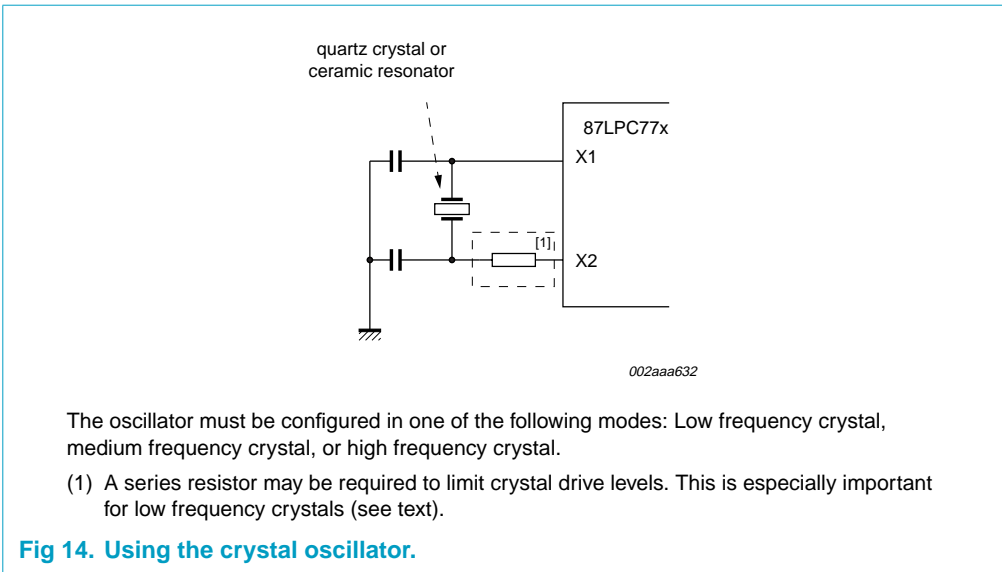 quartz crystal or
ceramic resonator
87LPC77x
X1
[1]
X2
002aaa632
The oscillator must be configured in one of the following modes: Low frequency crystal,
medium frequency crystal, or high frequency crystal.
(1) A series resistor may be required to limit crystal drive levels. This is especially important
for low frequency crystals (see text).
Fig 14. Using the crystal oscillator.